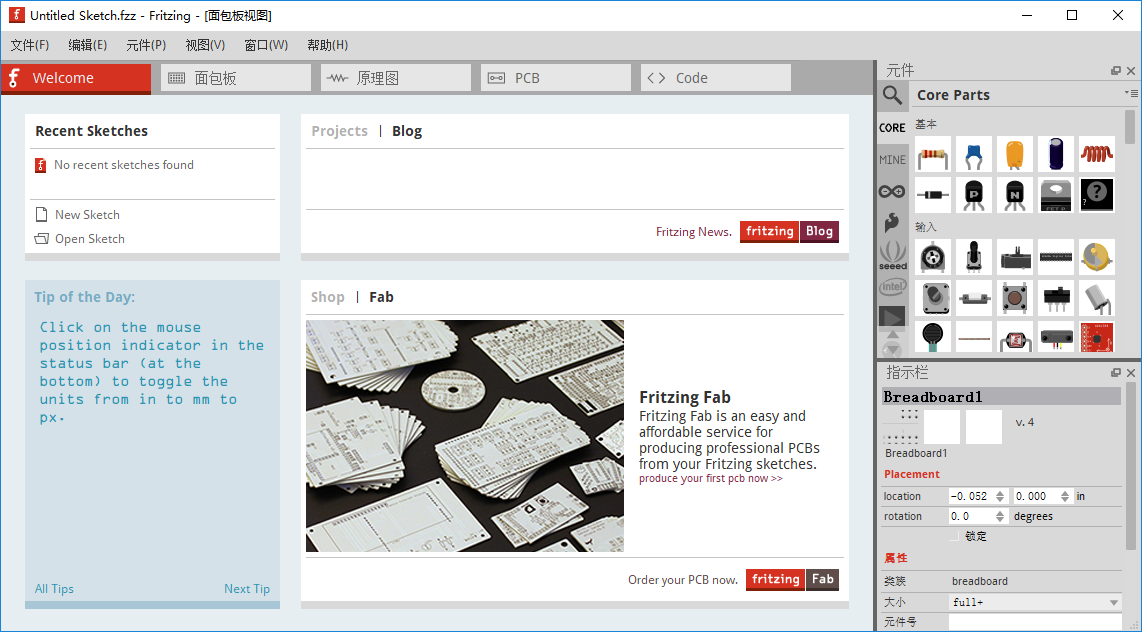 Untitled Sketch.fzz - Fritzing - [面包板视图]
文件(F) 编辑(E) 元件(P) 视图(V) 窗口(W) 帮助(H)
Welcome
面包板
原理图
PCB
Code
Recent Sketches
No recent sketches found
New Sketch
Open Sketch
Projects | Blog
Fritzing News. fritzing Blog
Tip of the Day:
Click on the mouse
position indicator in the
status bar (at the
bottom) to toggle the
units from in to mm to
px.
All Tips Next Tip
Shop | Fab
Fritzing Fab
Fritzing Fab is an easy and
affordable service for
producing professional PCBs
from your Fritzing sketches.
produce your first pcb now >>
Order your PCB now. fritzing Fab
元件
Core Parts
CORE
MINE
seeed
intel
基本
P
N
?
?
输入
指示栏
Breadboard1
v. 4
Breadboard1
Placement
location -0.052 0.000 in
rotation 0.0 degrees
锁定
属性
类族 breadboard
大小 full+
元件号